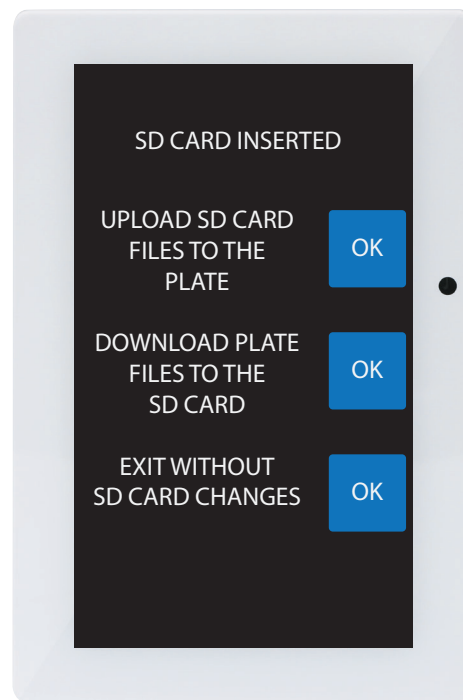 SD CARD INSERTED
UPLOAD SD CARD
FILES TO THE
PLATE
OK
DOWNLOAD PLATE
FILES TO THE
SD CARD
OK
EXIT WITHOUT
SD CARD CHANGES
OK